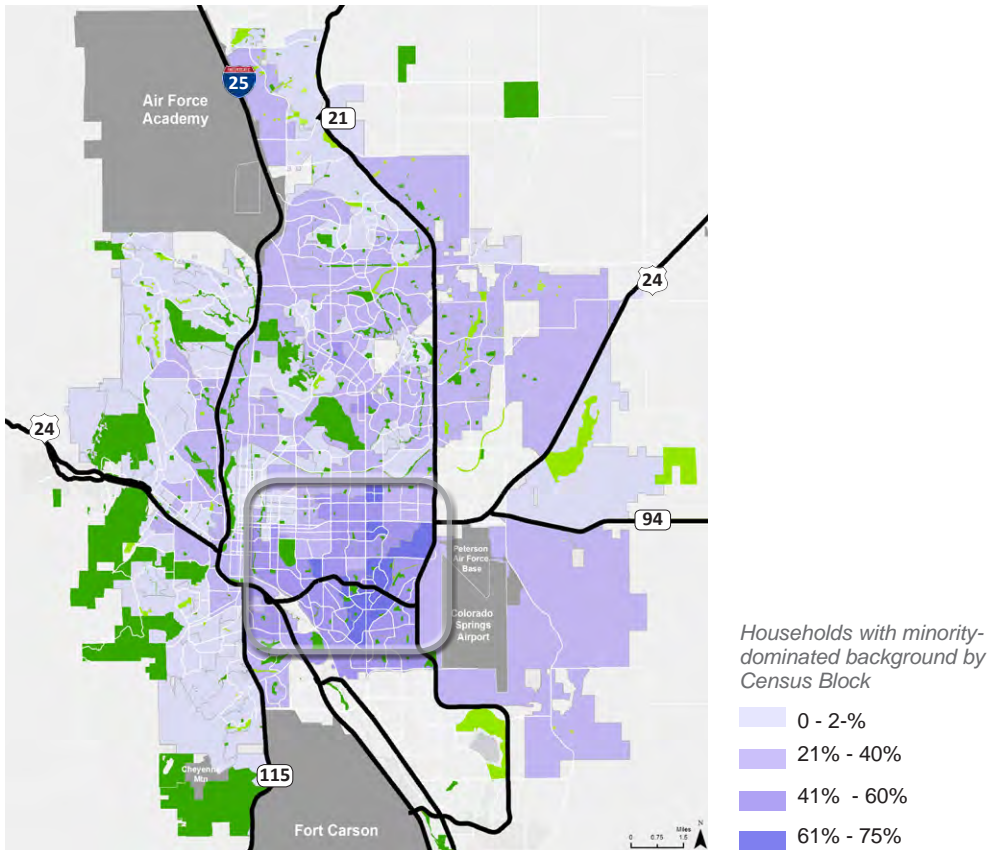 INTERSTATE
25
Air Force
Academy
21
24
24
94
Peterson
Air Force
Base
Colorado
Springs
Airport
Households with minority-
dominated background by
Census Block
0 - 2-%
21% - 40%
41% - 60%
61% - 75%
Cheyenne
Mtn
115
Fort Carson
Miles
0 0.75 1.5
N